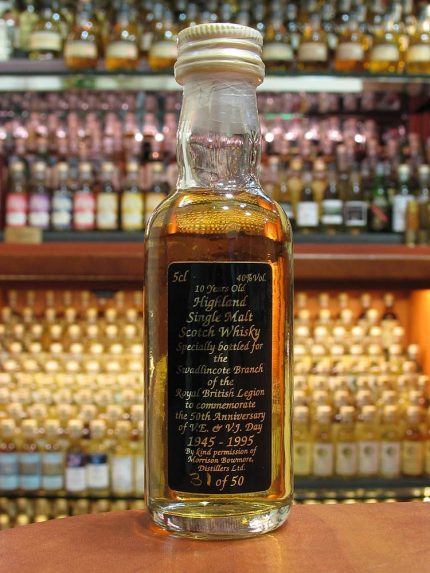 5cl 40%Vol.
10 Years Old
Highland
Single Malt
Scotch Whisky
Specially bottled for
the
Swadlincote Branch
of the
Royal British Legion
to commemorate
the 50th Anniversary
of V.E. & V.J. Day
1945 - 1995
By kind permission of
Morrison Bowmore,
Distillers Ltd.
31 of 50